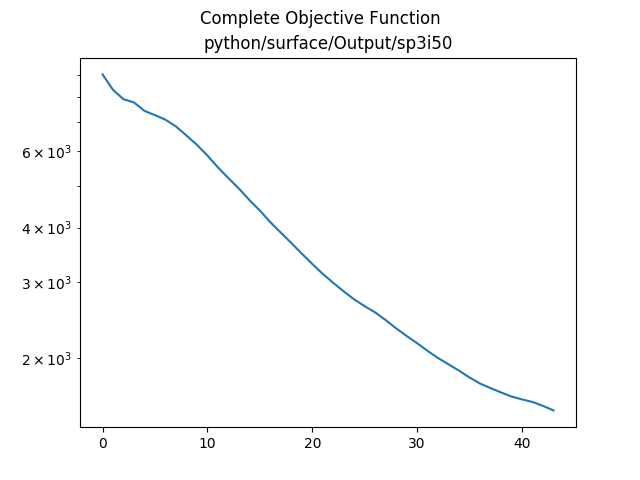 Complete Objective Function
python/surface/Output/sp3i50
6 × 10³
4 × 10³
3 × 10³
2 × 10³
0 10 20 30 40